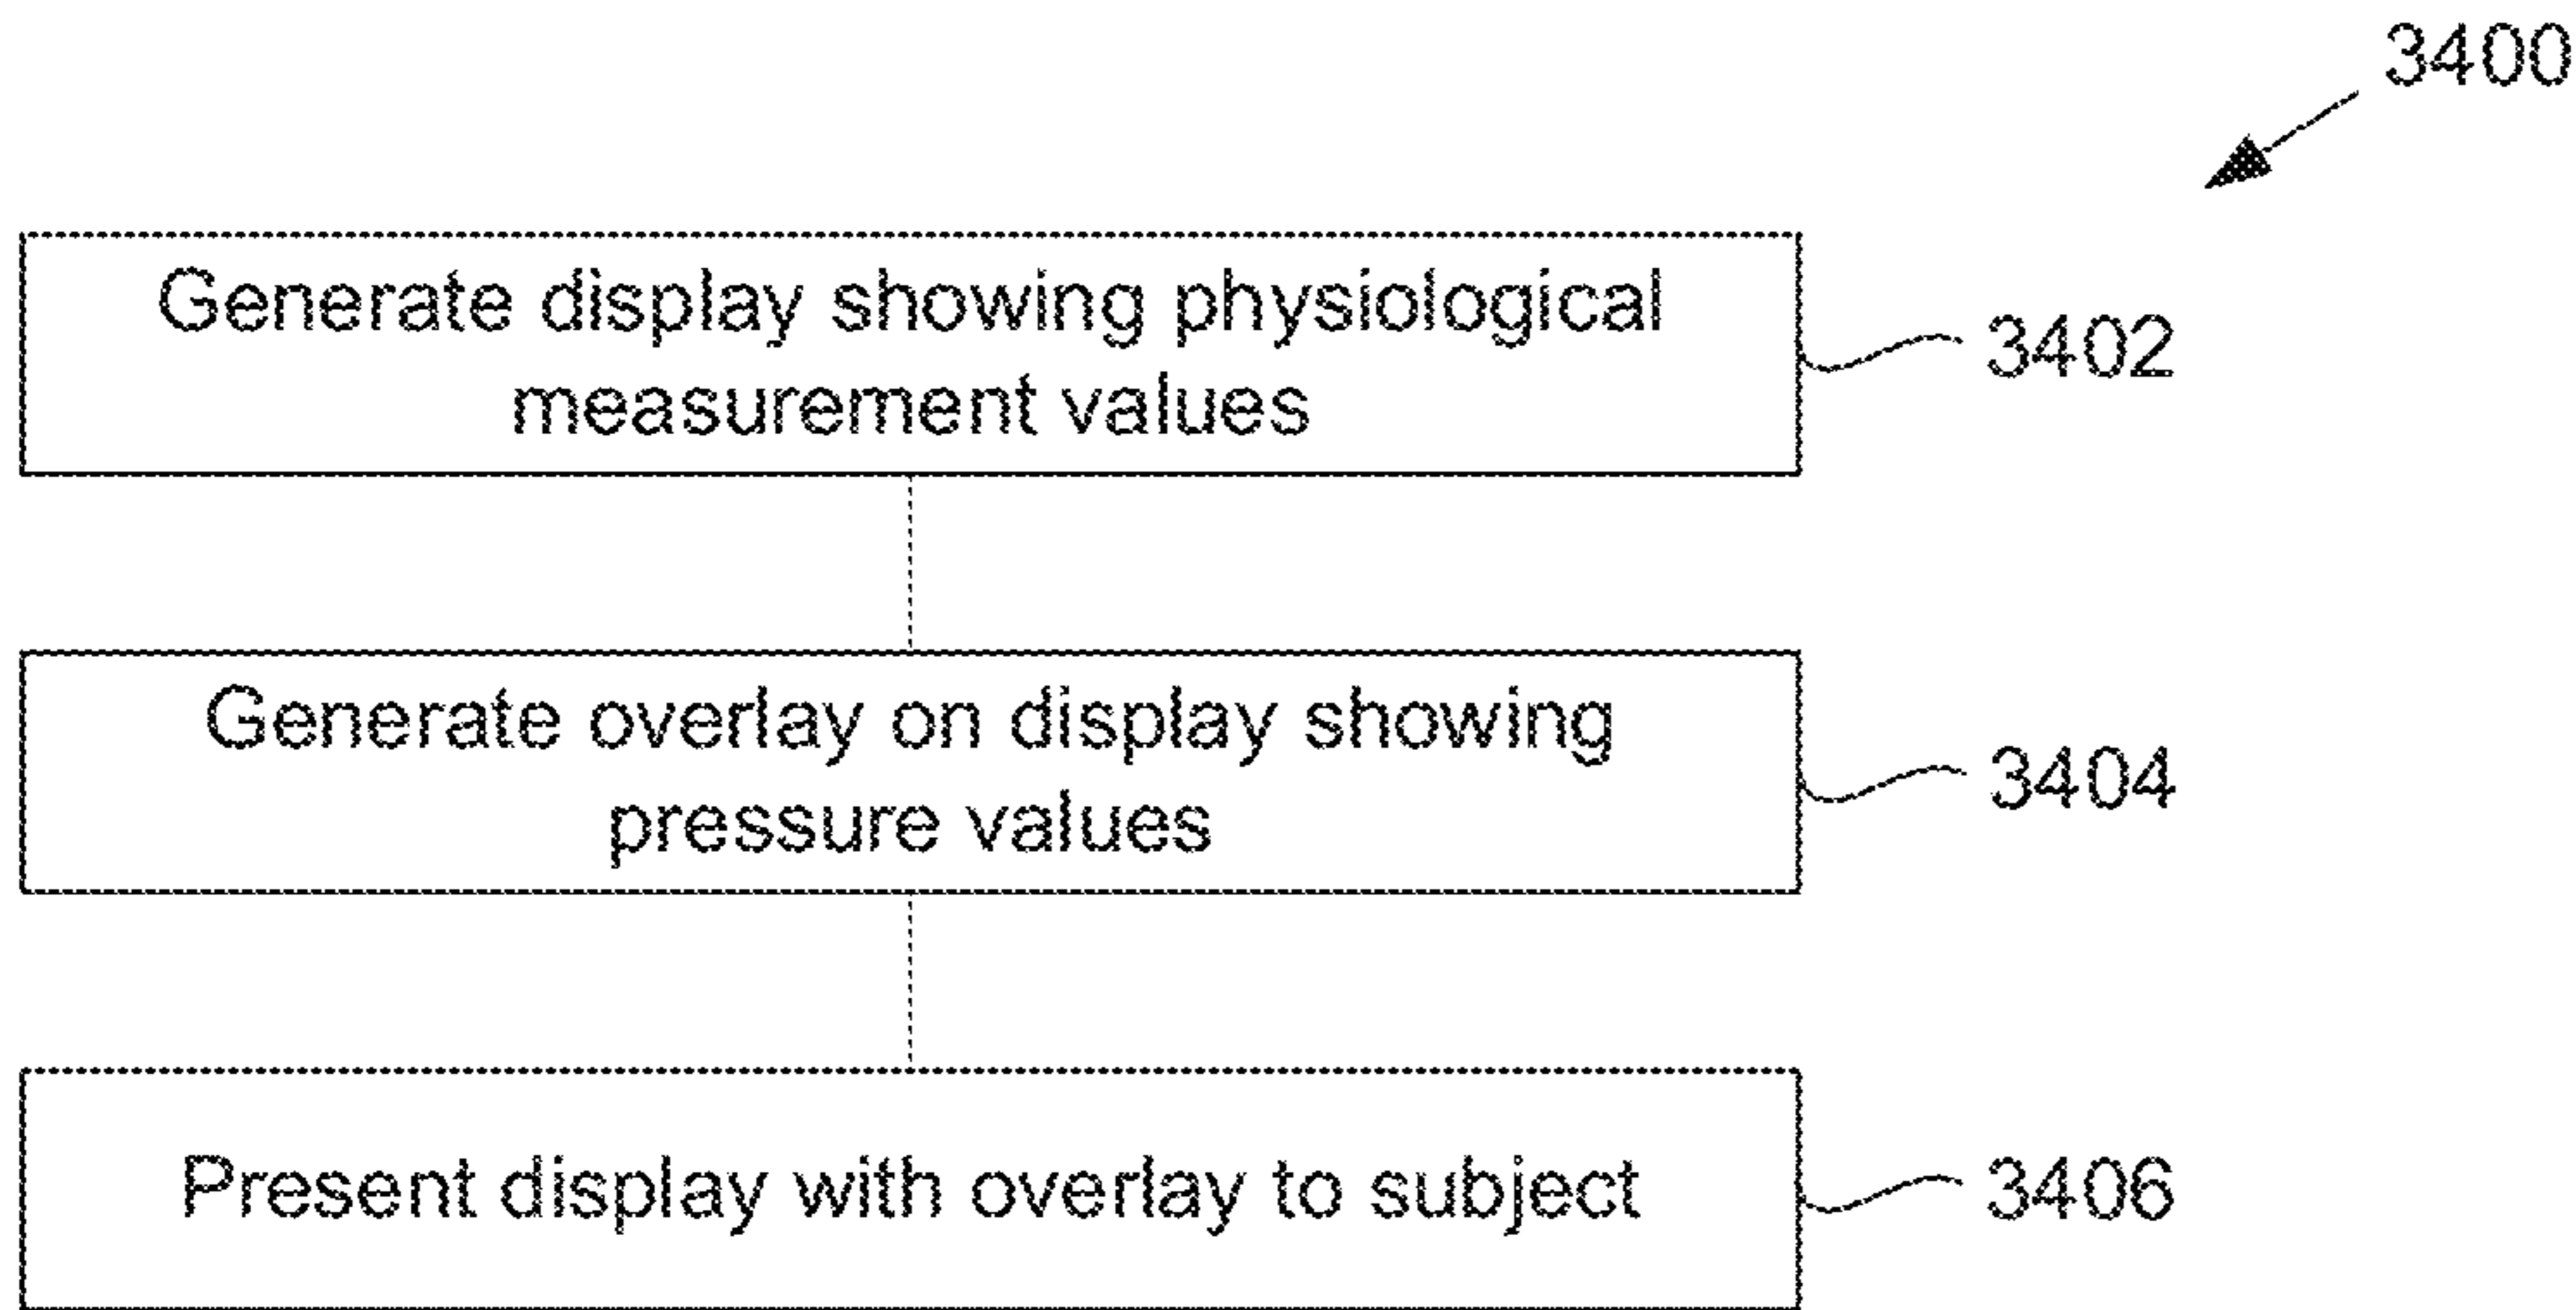 3400
Generate display showing physiological
measurement values
3402
Generate overlay on display showing
pressure values
3404
Present display with overlay to subject
3406